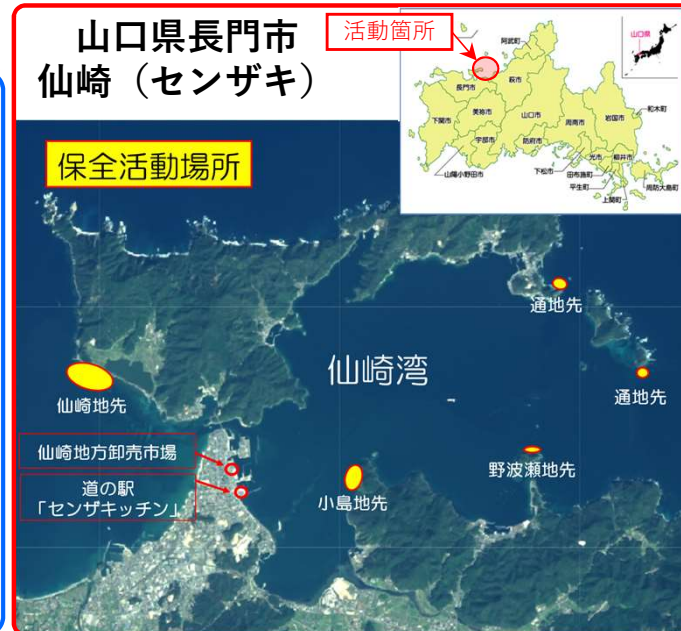 山口県長門市
仙崎（センザキ）
活動箇所
山口県
阿武町
萩市
長門市
和木町
美祢市
山口市
岩国市
下関市
周南市
宇部市
防府市
光市
柳井市
下松市
山陽小野田市
田布施町
周防大島町
平生町
上関町
保全活動場所
通地先
仙崎湾
通地先
仙崎地先
仙崎地方卸売市場
野波瀬地先
道の駅
「センザキッチン」
小島地先